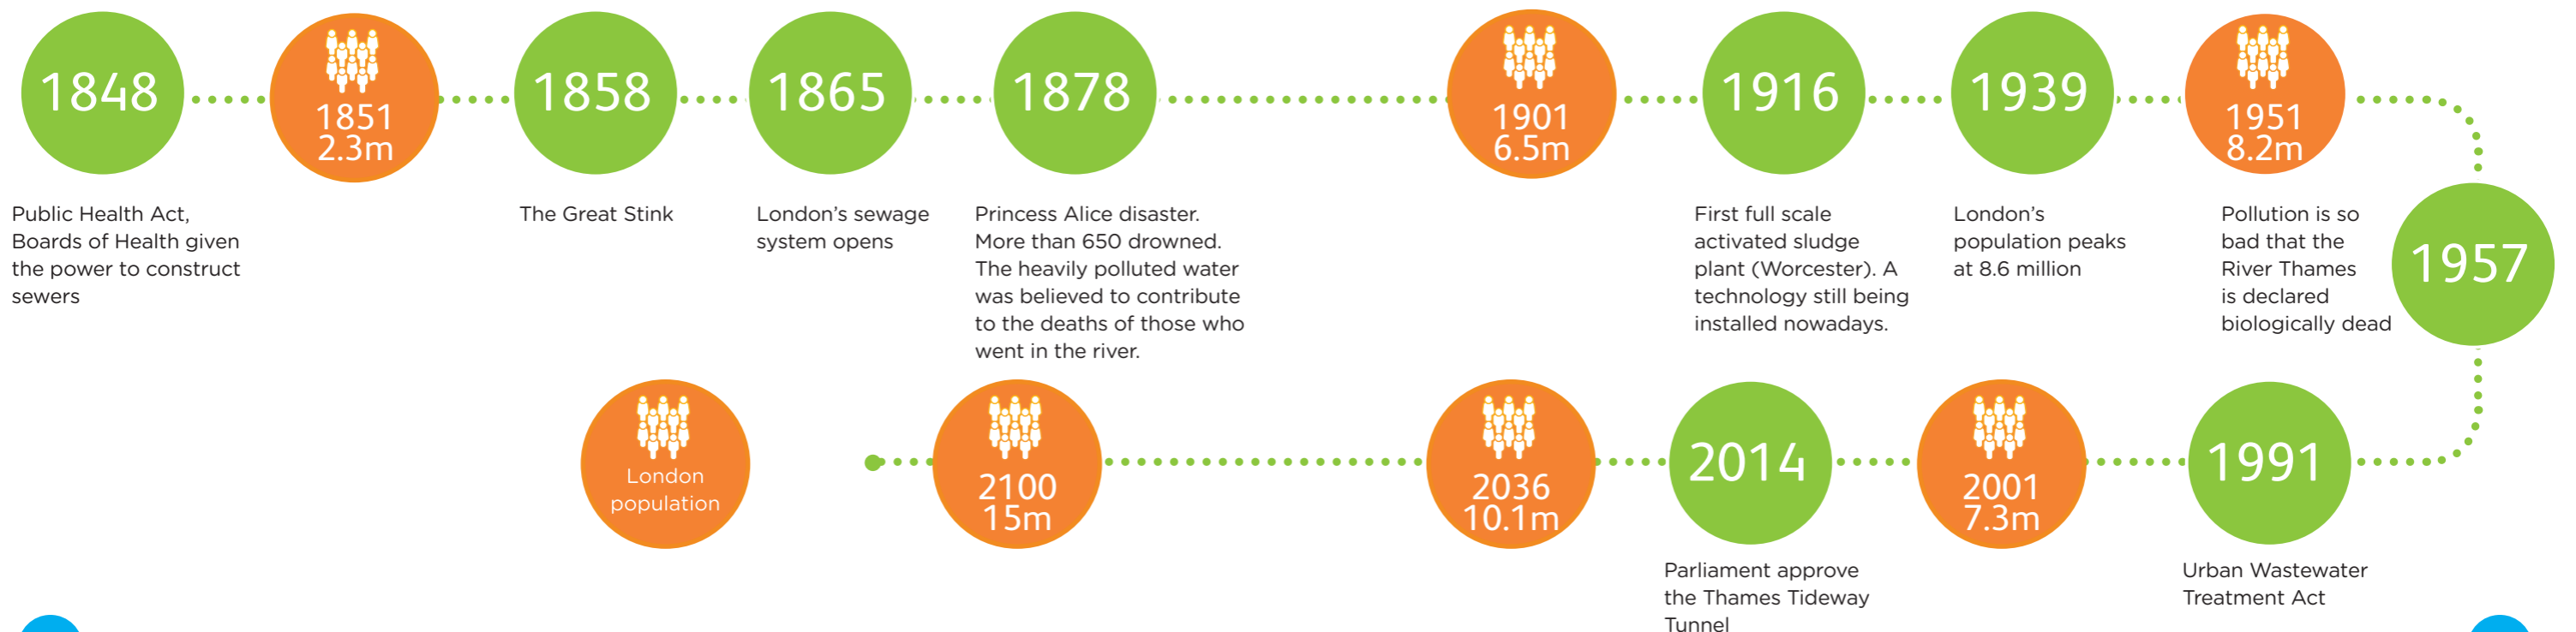 1848
1851
2.3m
1858
1865
1878
1901
6.5m
1916
1939
1951
8.2m
Public Health Act,
Boards of Health given
the power to construct
sewers
The Great Stink
London’s sewage
system opens
Princess Alice disaster.
More than 650 drowned.
The heavily polluted water
was believed to contribute
to the deaths of those who
went in the river.
First full scale
activated sludge
plant (Worcester). A
technology still being
installed nowadays.
London’s
population peaks
at 8.6 million
Pollution is so
bad that the
River Thames
is declared
biologically dead
1957
London
population
2100
15m
2036
10.1m
2014
2001
7.3m
1991
Parliament approve
the Thames Tideway
Tunnel
Urban Wastewater
Treatment Act